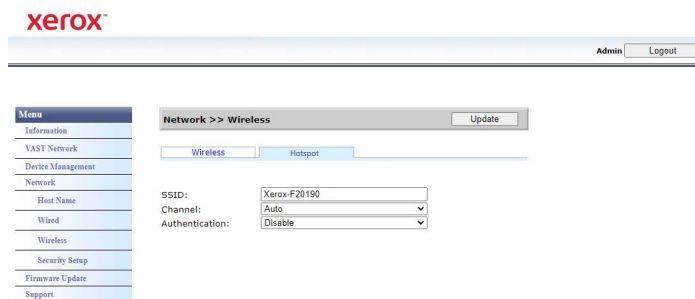 xerox™
Admin Logout
Menu
Information
VAST Network
Device Management
Network
Host Name
Wired
Wireless
Security Setup
Firmware Update
Support
Network >> Wireless Update
Wireless Hotspot
SSID: Xerox-F20190
Channel: Auto
Authentication: Disable